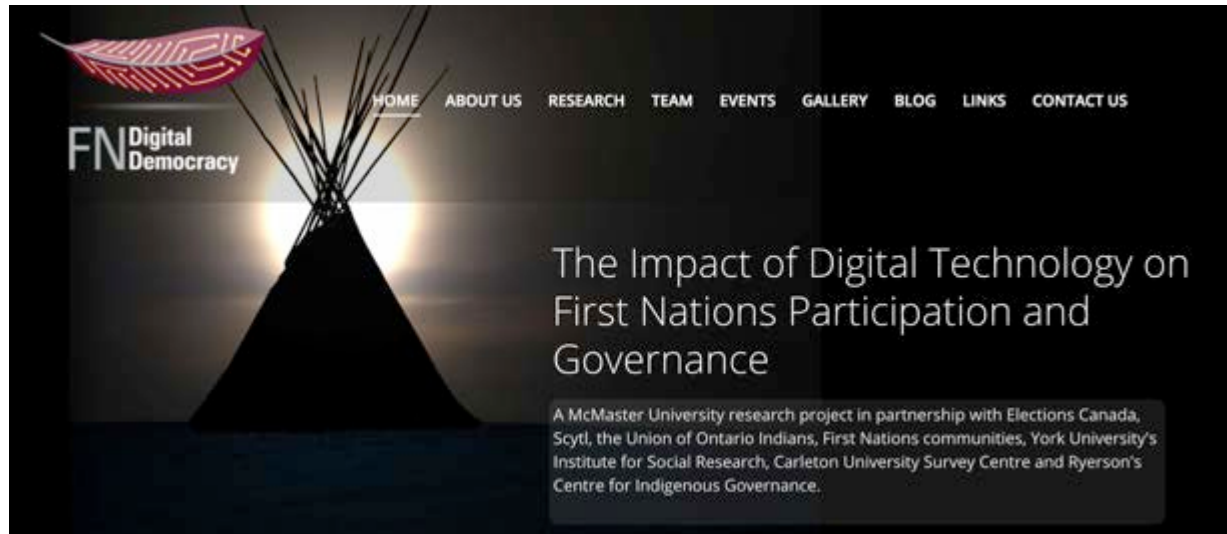 FN Digital
Democracy
HOME ABOUT US RESEARCH TEAM EVENTS GALLERY BLOG LINKS CONTACT US
The Impact of Digital Technology on
First Nations Participation and
Governance
A McMaster University research project in partnership with Elections Canada,
Scytl, the Union of Ontario Indians, First Nations communities, York University's
Institute for Social Research, Carleton University Survey Centre and Ryerson's
Centre for Indigenous Governance.